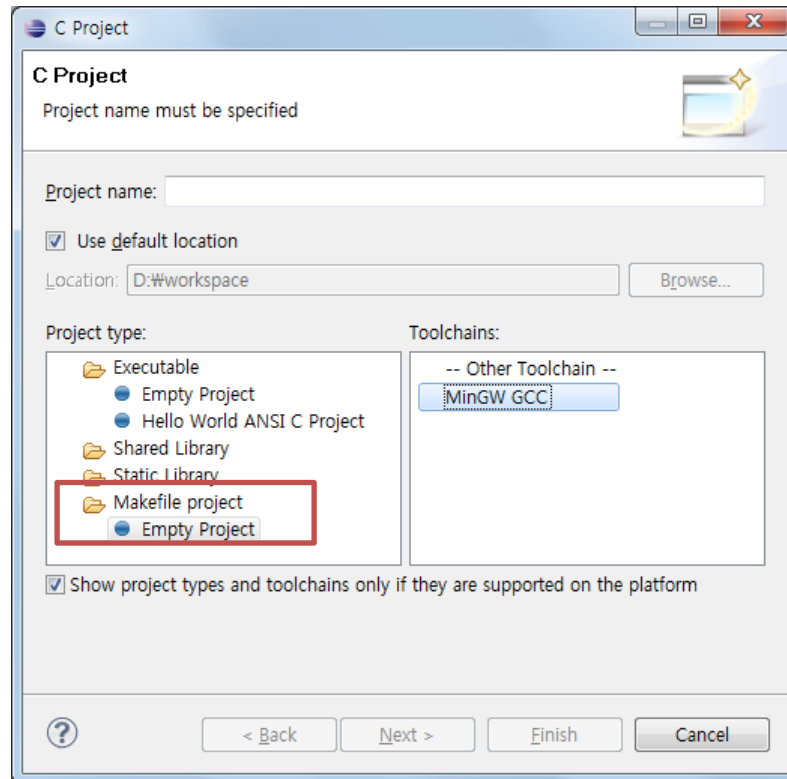 C Project
C Project
Project name must be specified
Project name:
Use default location
Location: D:₩workspace Browse...
Project type: Toolchains:
Executable -- Other Toolchain --
Empty Project MinGW GCC
Hello World ANSI C Project
Shared Library
Static Library
Makefile project
Empty Project
Show project types and toolchains only if they are supported on the platform
? < Back Next > Finish Cancel